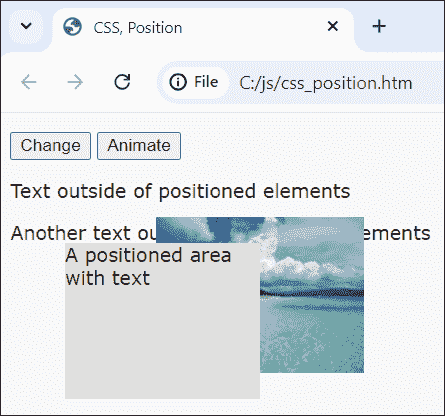 CSS, Position
File C:/js/css_position.htm
Change Animate
Text outside of positioned elements
Another text ou ements
A positioned area
with text